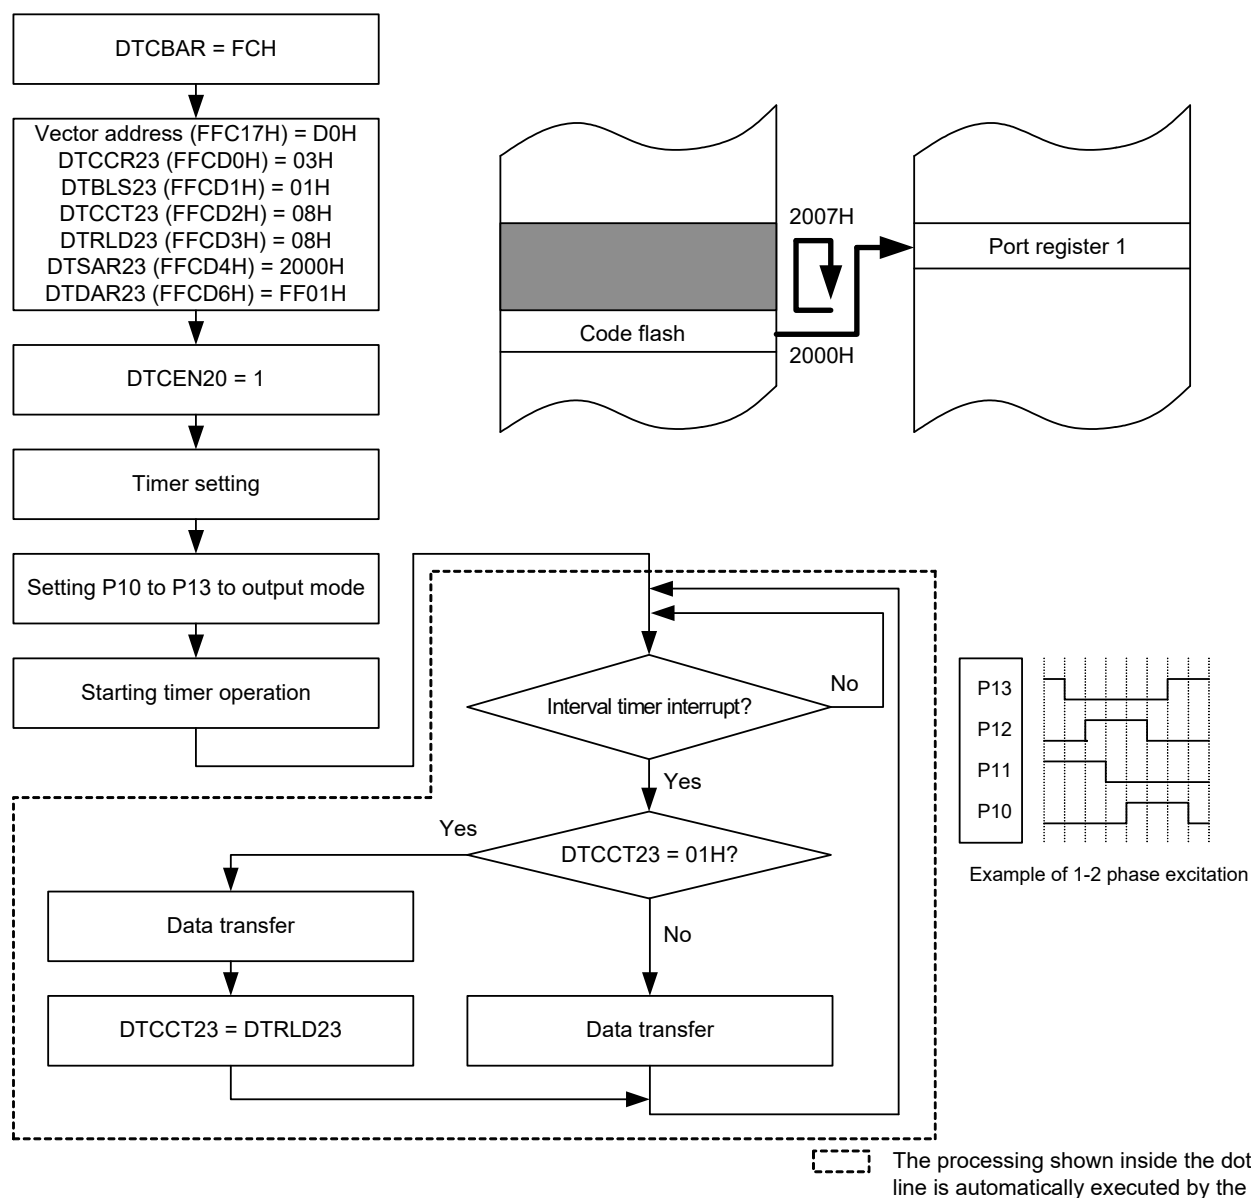 DTCBAR = FCH
Vector address (FFC17H) = D0H
DTCCR23 (FFCD0H) = 03H
DTBLS23 (FFCD1H) = 01H
DTCCT23 (FFCD2H) = 08H
DTRLD23 (FFCD3H) = 08H
DTSAR23 (FFCD4H) = 2000H
DTDAR23 (FFCD6H) = FF01H
DTCEN20 = 1
Timer setting
Setting P10 to P13 to output mode
Starting timer operation
2007H
Port register 1
Code flash
2000H
Interval timer interrupt?
No
Yes
DTCCT23 = 01H?
Yes
No
Data transfer
DTCCT23 = DTRLD23
Data transfer
P13
P12
P11
P10
Example of 1-2 phase excitation
The processing shown inside the dot
line is automatically executed by the